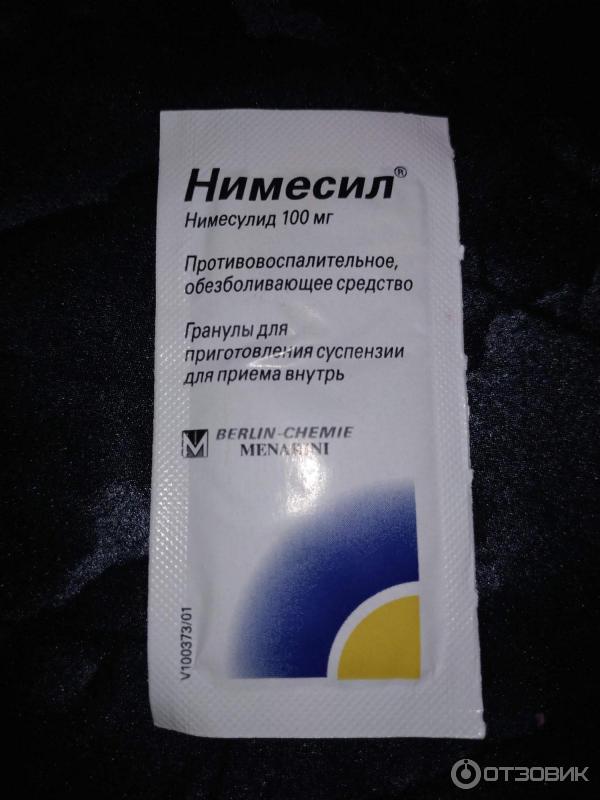 Нимесил®
Нимесулид 100 мг
Противовоспалительное,
обезболивающее средство
Гранулы для
приготовления суспензии
для приема внутрь
BERLIN-CHEMIE
MENARINI
V100373/01
ОТЗОВИК